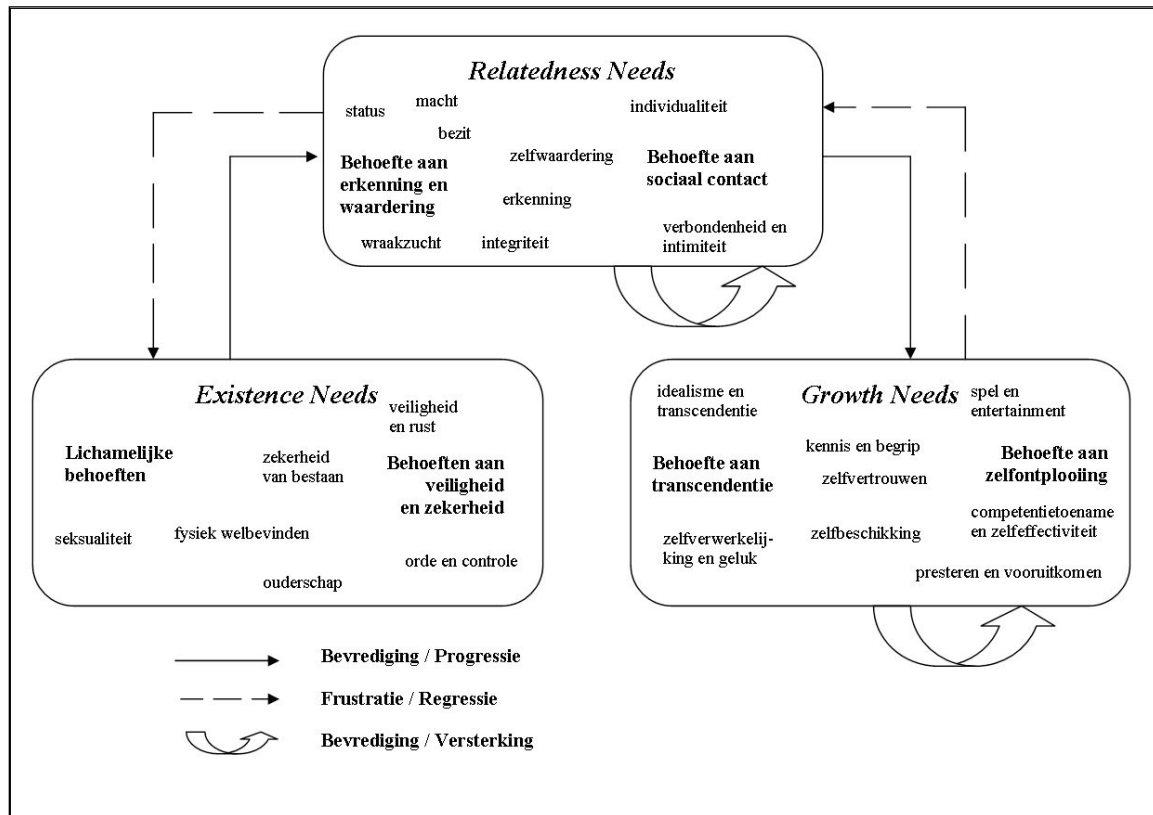 Relatedness Needs
status
macht
individualiteit
bezit
zelfwaardering
Behoefte aan
erkenning en
waardering
Behoefte aan
sociaal contact
erkenning
wraakzucht
integriteit
verbondenheid en
intimiteit
Existence Needs
veiligheid
en rust
Lichamelijke
behoeften
zekerheid
van bestaan
Behoeften aan
veiligheid
en zekerheid
seksualiteit
fysiek welbevinden
orde en controle
ouderschap
idealisme en
transcendentie
Growth Needs
spel en
entertainment
kennis en begrip
Behoefte aan
transcendentie
Behoefte aan
zelfontplooiing
zelfvertrouwen
zelfverwerkelij-
king en geluk
zelfbeschikking
competentietoename
en zelfeffectiviteit
presteren en vooruitkomen
Bevrediging / Progressie
Frustratie / Regressie
Bevrediging / Versterking